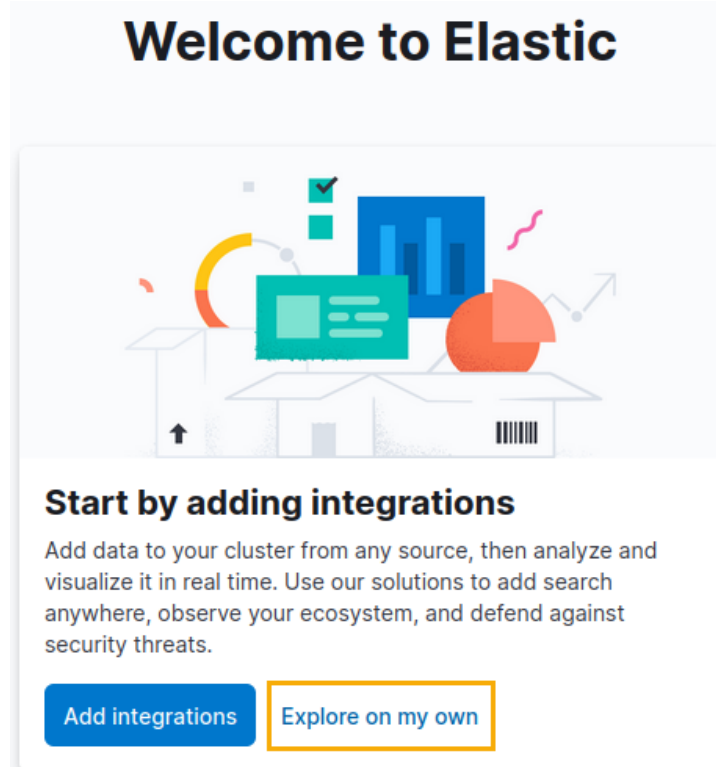 Welcome to Elastic
Start by adding integrations
Add data to your cluster from any source, then analyze and
visualize it in real time. Use our solutions to add search
anywhere, observe your ecosystem, and defend against
security threats.
Add integrations
Explore on my own